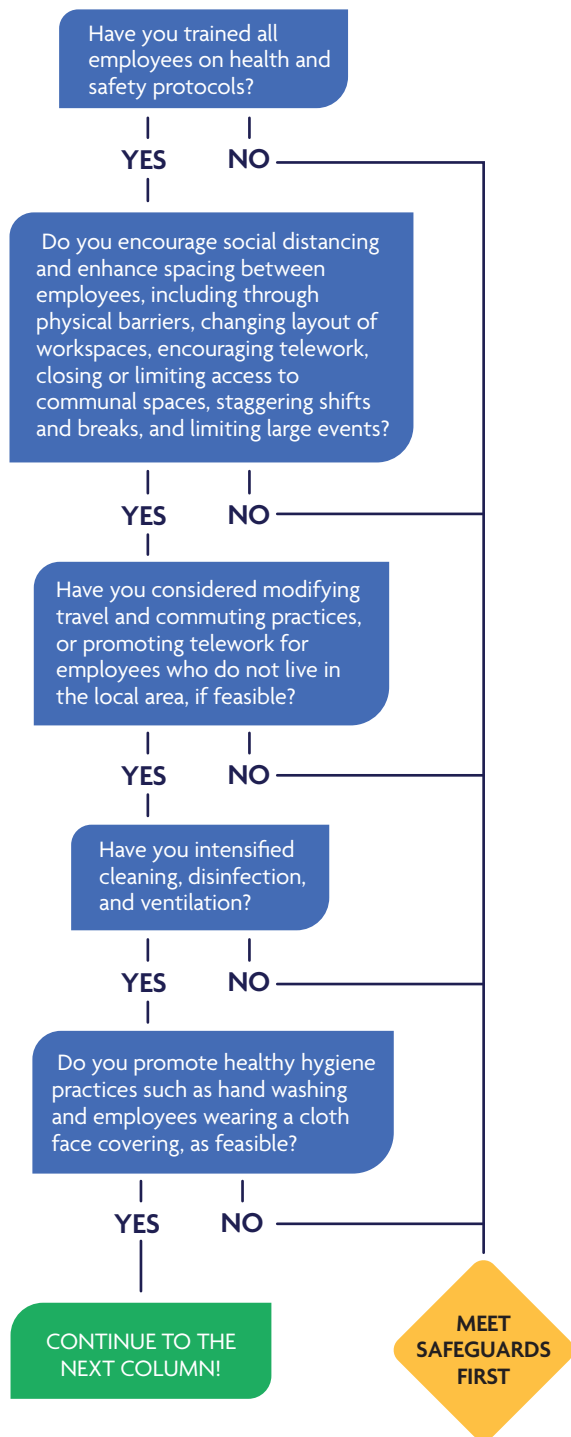 Have you trained all
employees on health and
safety protocols?
YES NO
Do you encourage social distancing
and enhance spacing between
employees, including through
physical barriers, changing layout of
workspaces, encouraging telework,
closing or limiting access to
communal spaces, staggering shifts
and breaks, and limiting large events?
YES NO
Have you considered modifying
travel and commuting practices,
or promoting telework for
employees who do not live in
the local area, if feasible?
YES NO
Have you intensified
cleaning, disinfection,
and ventilation?
YES NO
Do you promote healthy hygiene
practices such as hand washing
and employees wearing a cloth
face covering, as feasible?
YES NO
CONTINUE TO THE
NEXT COLUMN!
MEET
SAFEGUARDS
FIRST